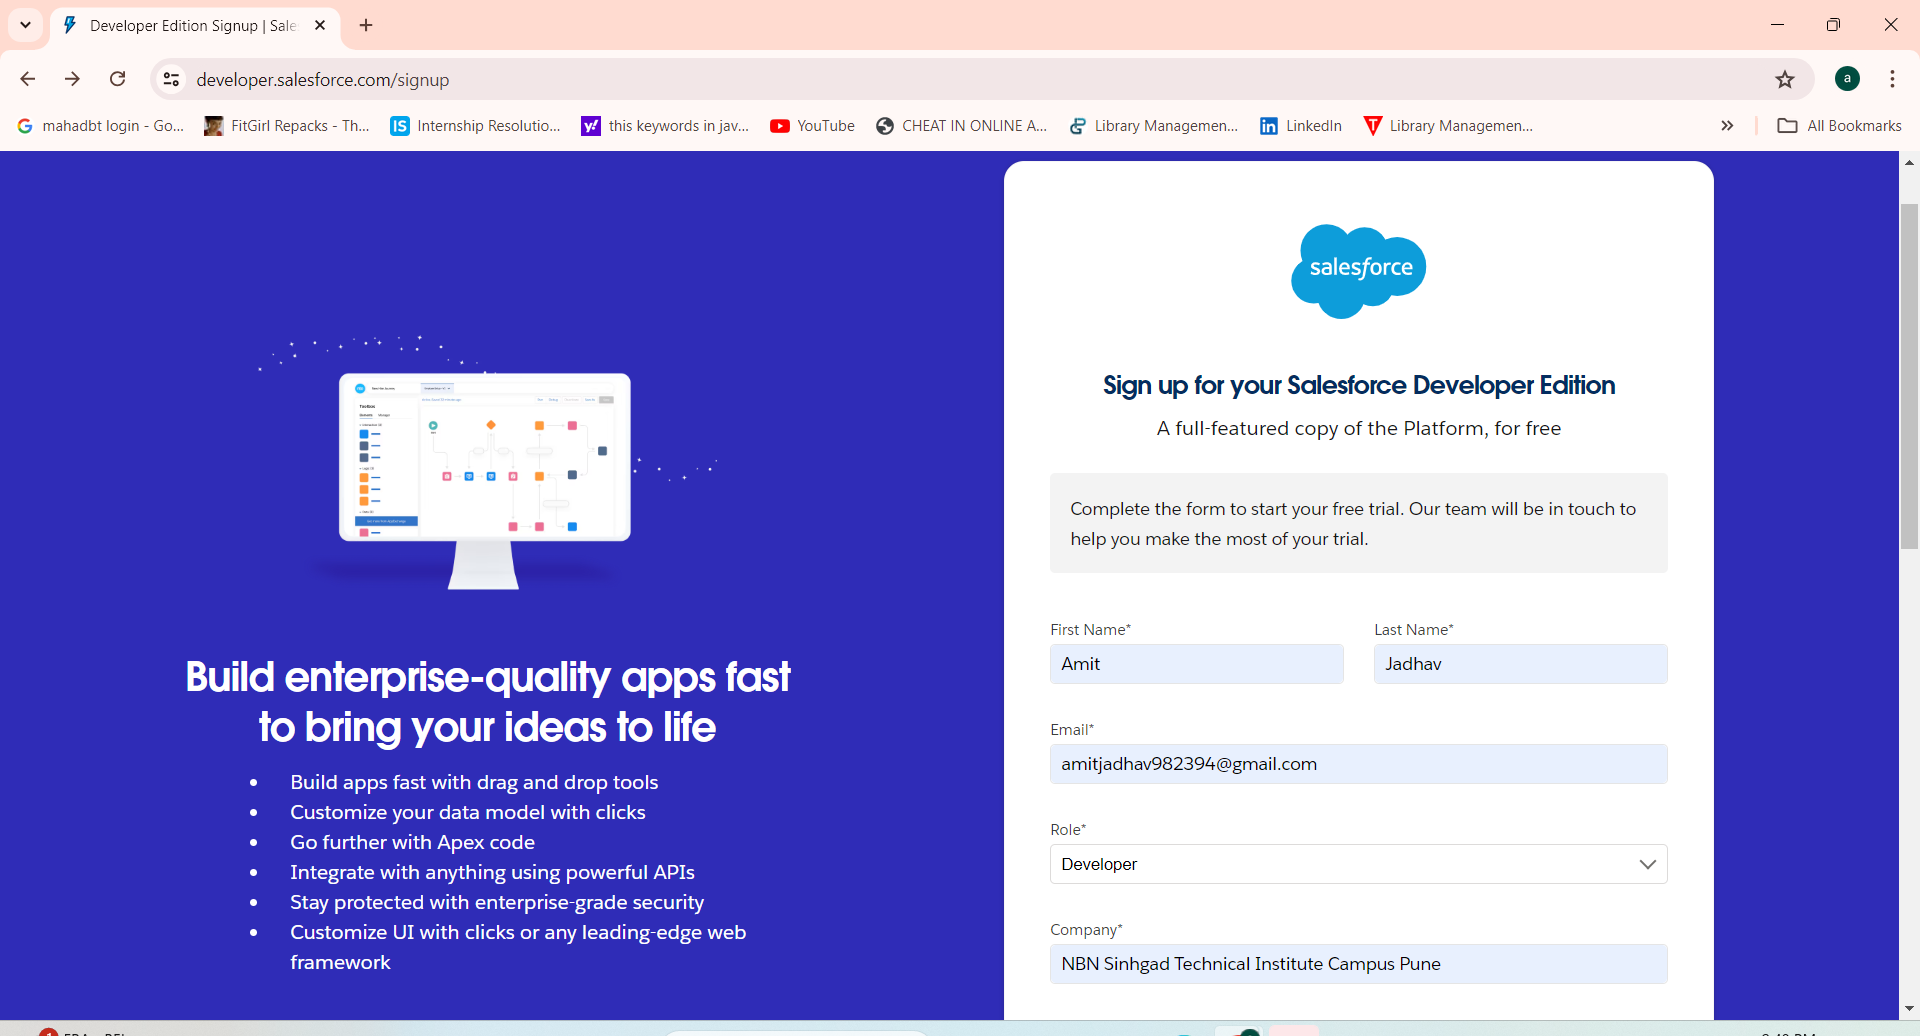 Developer Edition Signup | Sale
developer.salesforce.com/signup
a
mahadbt login - Go...
FitGirl Repacks - Th...
IS
Internship Resolutio...
y!
this keywords in jav...
YouTube
CHEAT IN ONLINE A...
Library Managemen...
in
LinkedIn
Library Managemen...
All Bookmarks
Build enterprise-quality apps fast
to bring your ideas to life
• Build apps fast with drag and drop tools
• Customize your data model with clicks
• Go further with Apex code
• Integrate with anything using powerful APIs
• Stay protected with enterprise-grade security
• Customize UI with clicks or any leading-edge web
framework
salesforce
Sign up for your Salesforce Developer Edition
A full-featured copy of the Platform, for free
Complete the form to start your free trial. Our team will be in touch to
help you make the most of your trial.
First Name*
Amit
Last Name*
Jadhav
Email*
amitjadhav982394@gmail.com
Role*
Developer
Company*
NBN Sinhgad Technical Institute Campus Pune